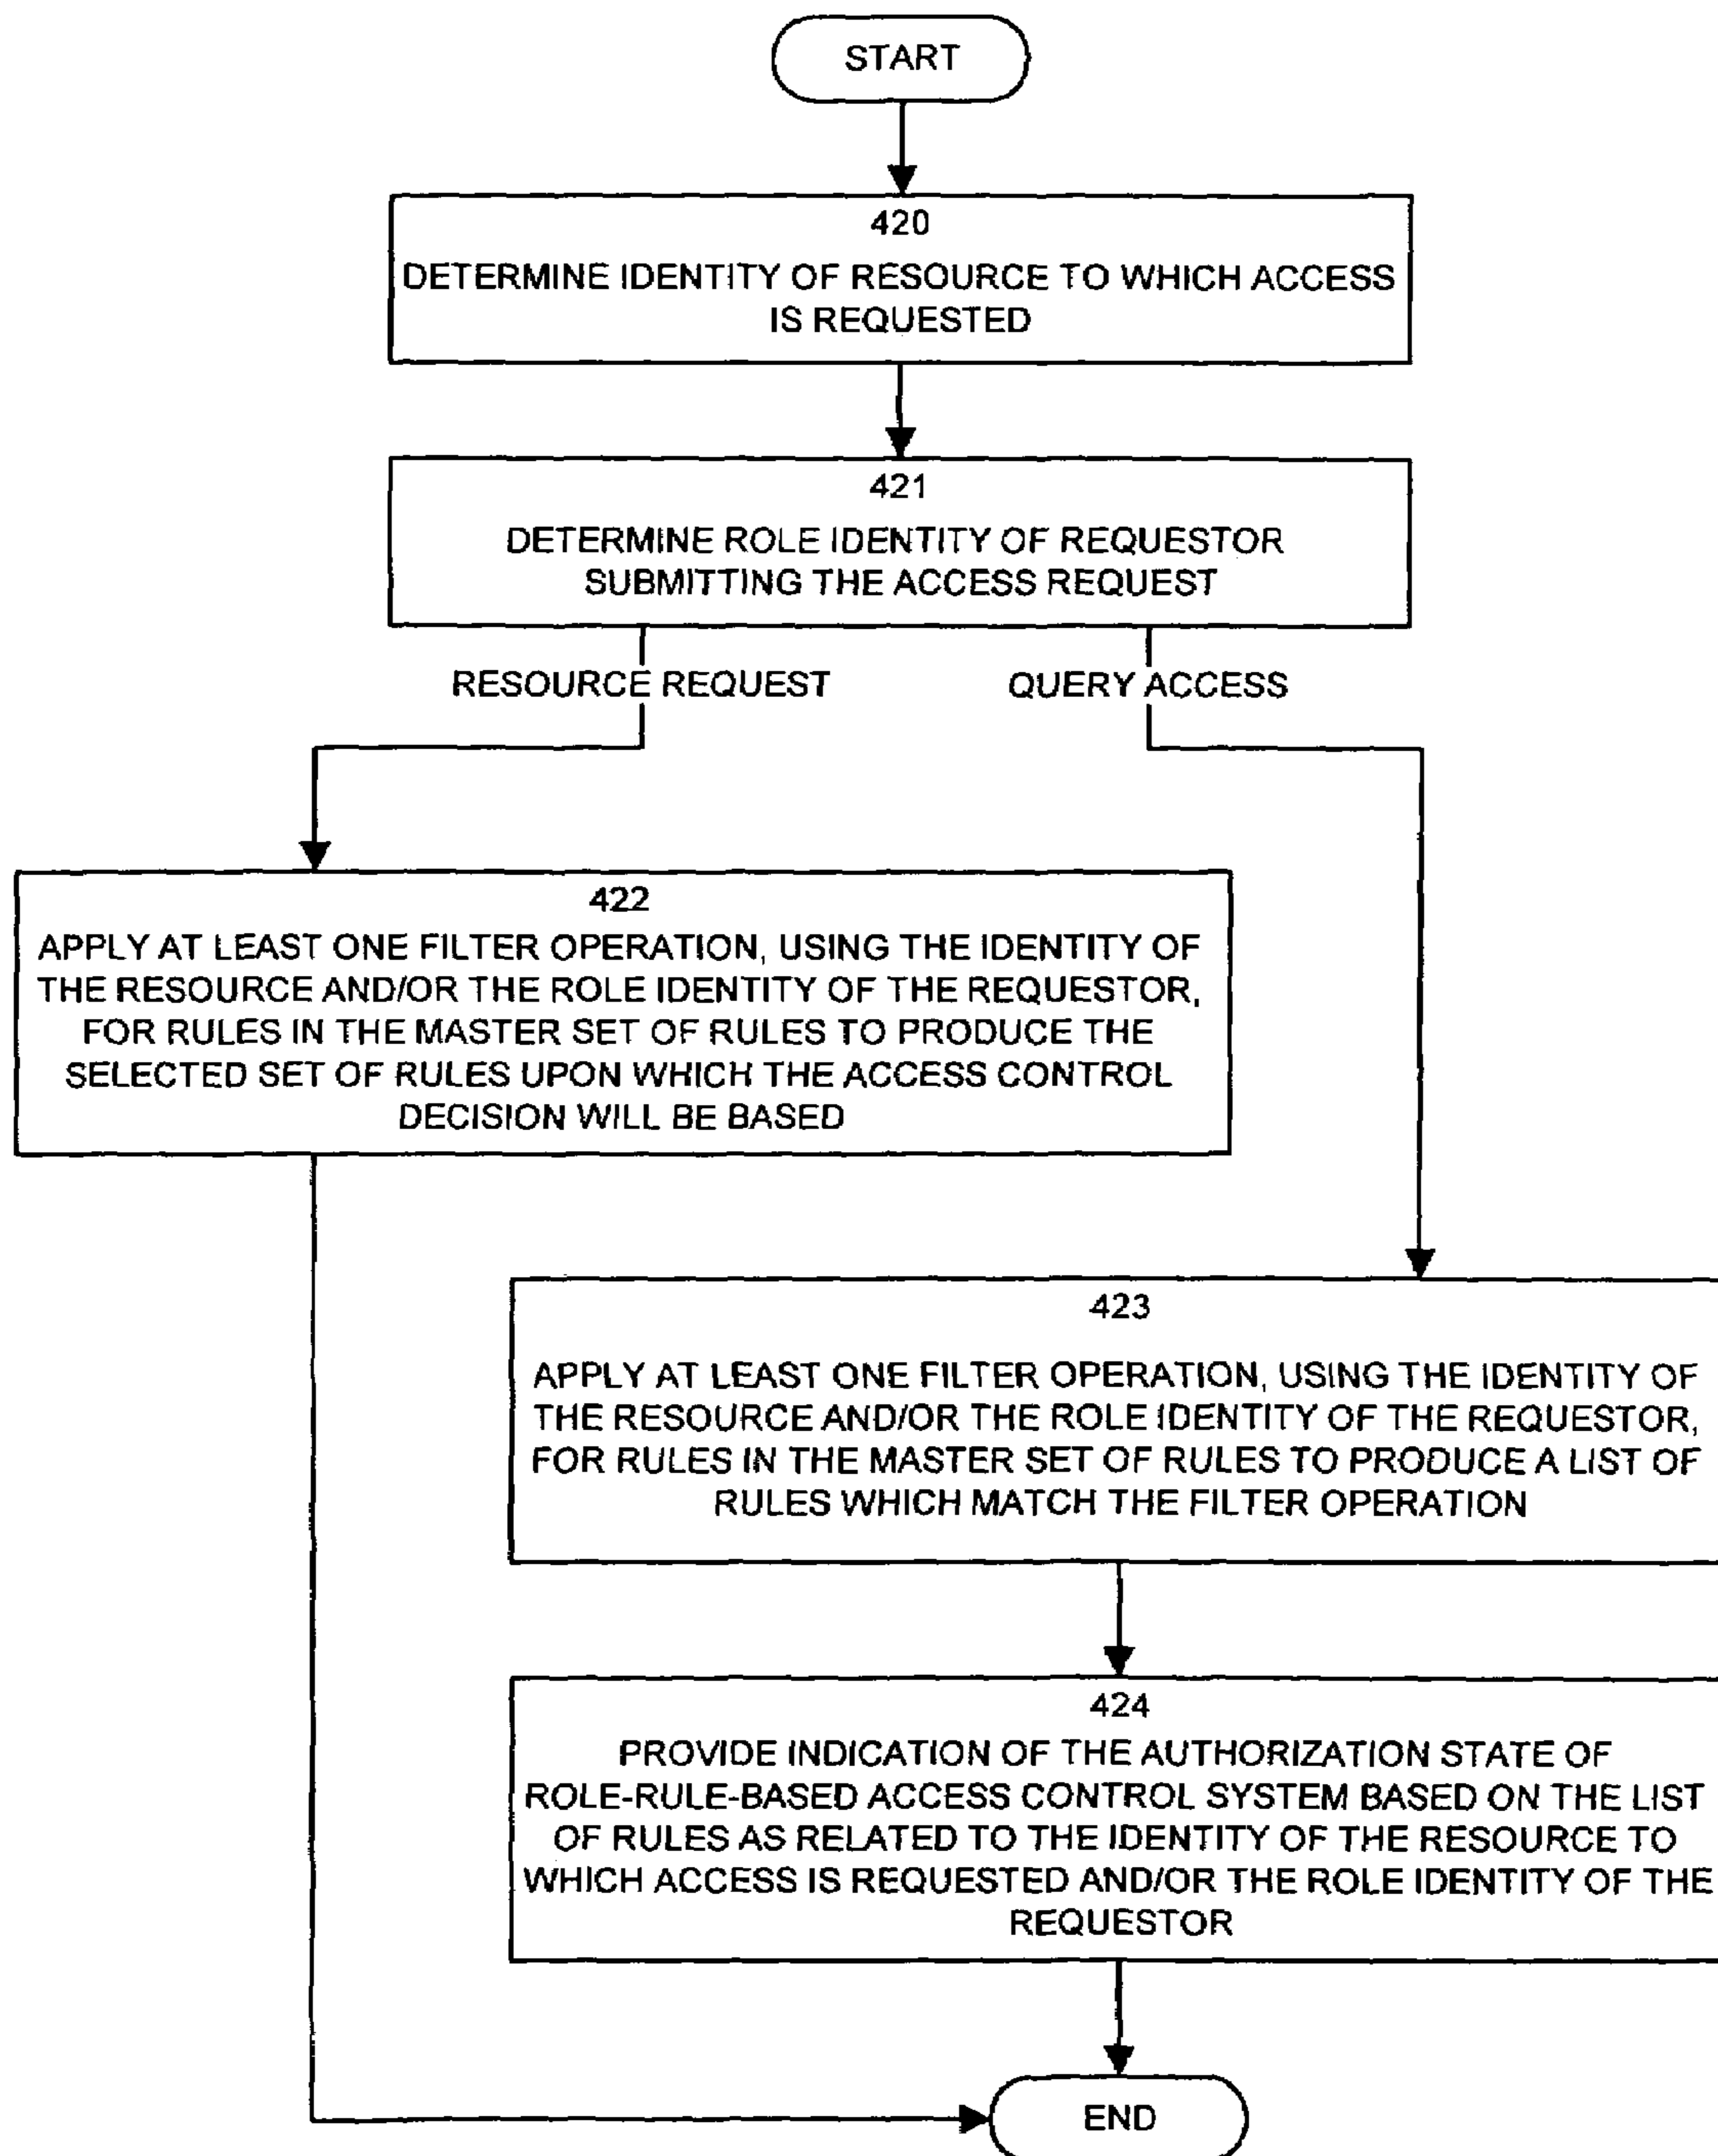 START
420
DETERMINE IDENTITY OF RESOURCE TO WHICH ACCESS
IS REQUESTED
421
DETERMINE ROLE IDENTITY OF REQUESTOR
SUBMITTING THE ACCESS REQUEST
RESOURCE REQUEST
QUERY ACCESS
422
APPLY AT LEAST ONE FILTER OPERATION, USING THE IDENTITY OF
THE RESOURCE AND/OR THE ROLE IDENTITY OF THE REQUESTOR,
FOR RULES IN THE MASTER SET OF RULES TO PRODUCE THE
SELECTED SET OF RULES UPON WHICH THE ACCESS CONTROL
DECISION WILL BE BASED
423
APPLY AT LEAST ONE FILTER OPERATION, USING THE IDENTITY OF
THE RESOURCE AND/OR THE ROLE IDENTITY OF THE REQUESTOR,
FOR RULES IN THE MASTER SET OF RULES TO PRODUCE A LIST OF
RULES WHICH MATCH THE FILTER OPERATION
424
PROVIDE INDICATION OF THE AUTHORIZATION STATE OF
ROLE-RULE-BASED ACCESS CONTROL SYSTEM BASED ON THE LIST
OF RULES AS RELATED TO THE IDENTITY OF THE RESOURCE TO
WHICH ACCESS IS REQUESTED AND/OR THE ROLE IDENTITY OF THE
REQUESTOR
END